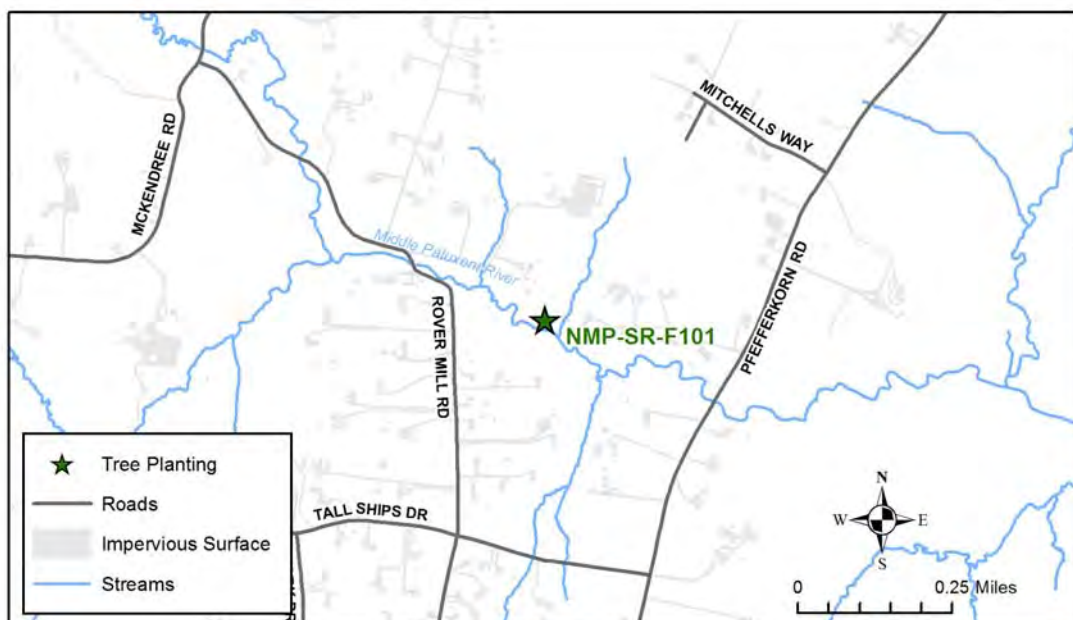 MCKENDREE RD
MITCHELLS WAY
Middle Patuxent River
PFEFFERKORN RD
ROVER MILL RD
NMP-SR-F101
TALL SHIPS DR
Tree Planting
Roads
Impervious Surface
Streams
N
W E
S
0 0.25 Miles